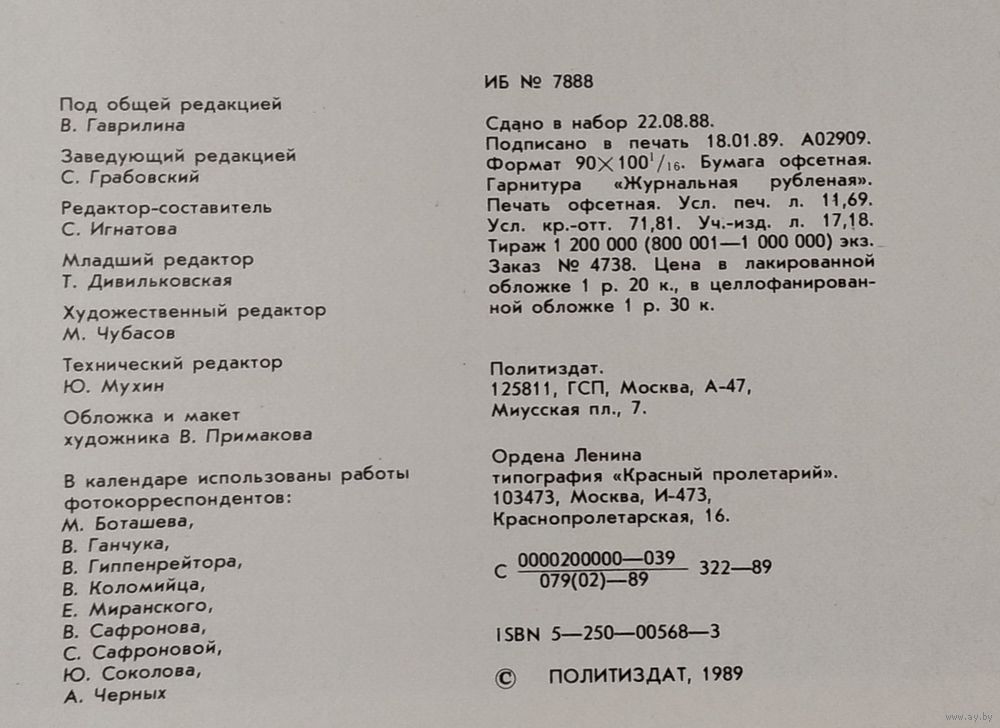 Под общей редакцией
В. Гаврилина
Заведующий редакцией
С. Грабовский
Редактор-составитель
С. Игнатова
Младший редактор
Т. Дивильковская
Художественный редактор
М. Чубасов
Технический редактор
Ю. Мухин
Обложка и макет
художника В. Примакова
В календаре использованы работы
фотокорреспондентов:
М. Боташева,
В. Ганчука,
В. Гиппенрейтора,
В. Коломийца,
Е. Миранского,
В. Сафронова,
С. Сафроновой,
Ю. Соколова,
А. Черных
ИБ № 7888
Сдано в набор 22.08.88.
Подписано в печать 18.01.89. А02909.
Формат 90×100¹/₁₆. Бумага офсетная.
Гарнитура «Журнальная рубленая».
Печать офсетная. Усл. печ. л. 11,69.
Усл. кр.-отт. 71,81. Уч.-изд. л. 17,18.
Тираж 1 200 000 (800 001—1 000 000) экз.
Заказ № 4738. Цена в лакированной
обложке 1 р. 20 к., в целлофанирован-
ной обложке 1 р. 30 к.
Политиздат.
125811, ГСП, Москва, А-47,
Миусская пл., 7.
Ордена Ленина
типография «Красный пролетарий».
103473, Москва, И-473,
Краснопролетарская, 16.
С 0000200000—039
079(02)—89 322—89
ISBN 5—250—00568—3
© ПОЛИТИЗДАТ, 1989
www.ay.by